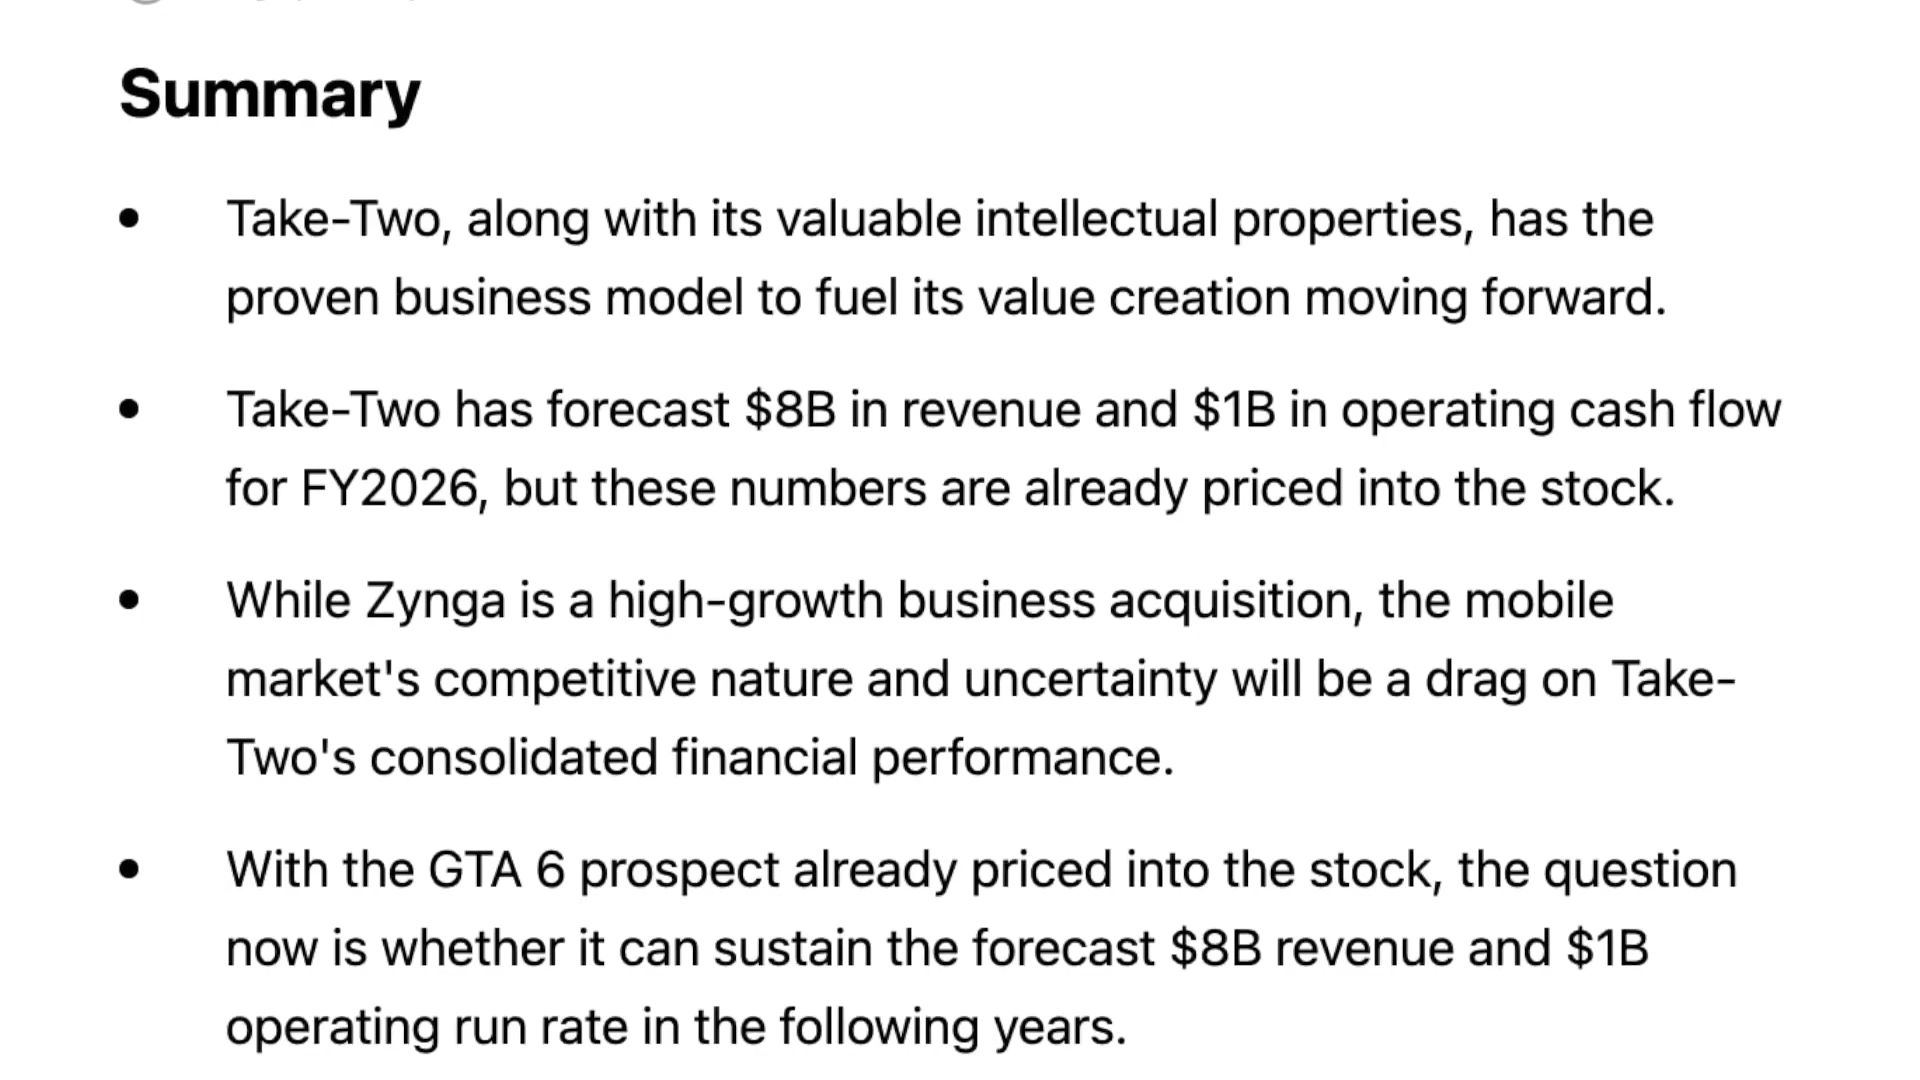 Summary
• Take-Two, along with its valuable intellectual properties, has the
proven business model to fuel its value creation moving forward.
• Take-Two has forecast $8B in revenue and $1B in operating cash flow
for FY2026, but these numbers are already priced into the stock.
• While Zynga is a high-growth business acquisition, the mobile
market's competitive nature and uncertainty will be a drag on Take-
Two's consolidated financial performance.
• With the GTA 6 prospect already priced into the stock, the question
now is whether it can sustain the forecast $8B revenue and $1B
operating run rate in the following years.